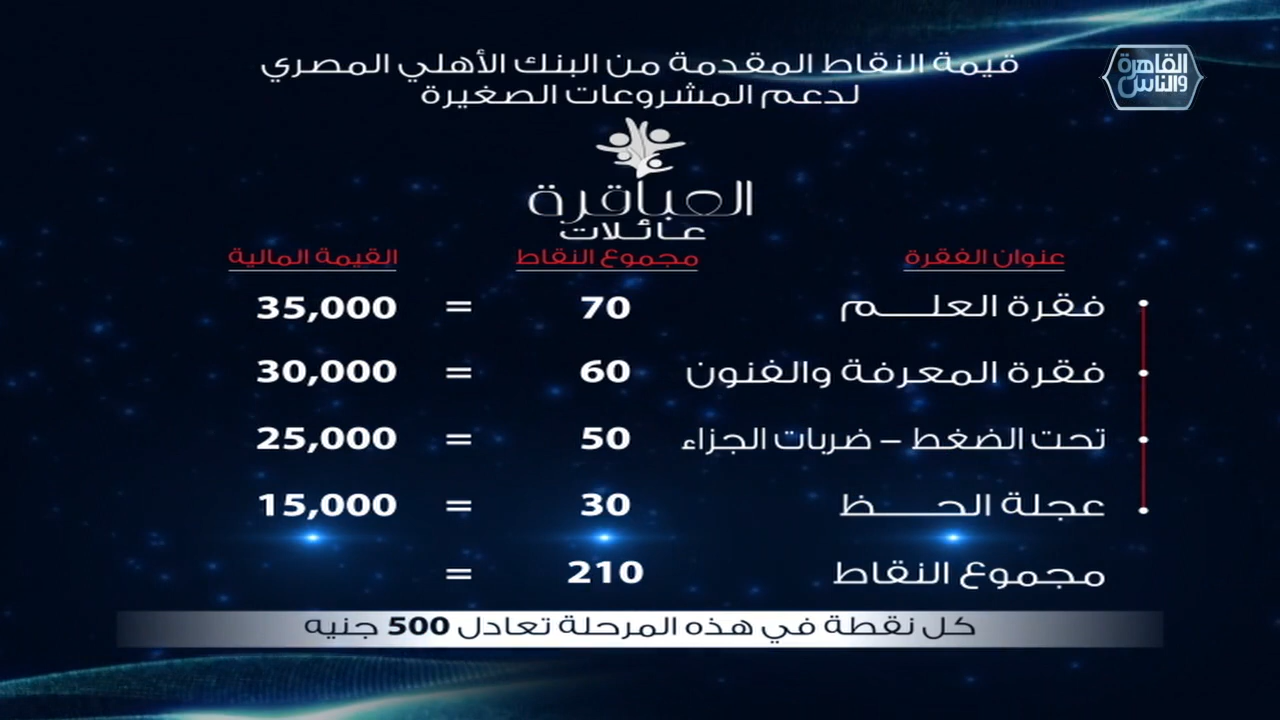 قيمة النقاط المقدمة من البنك الأهلي المصري
لدعم المشروعات الصغيرة
القاهرة
والناس
العباقرة
عائلات
عنوان الفقرة مجموع النقاط القيمة المالية
فقرة العلـــــم 70 = 35,000
فقرة المعرفة والفنون 60 = 30,000
تحت الضغط – ضربات الجزاء 50 = 25,000
عجلة الحـــــظ 30 = 15,000
مجموع النقاط 210 =
كل نقطة في هذه المرحلة تعادل 500 جنيه